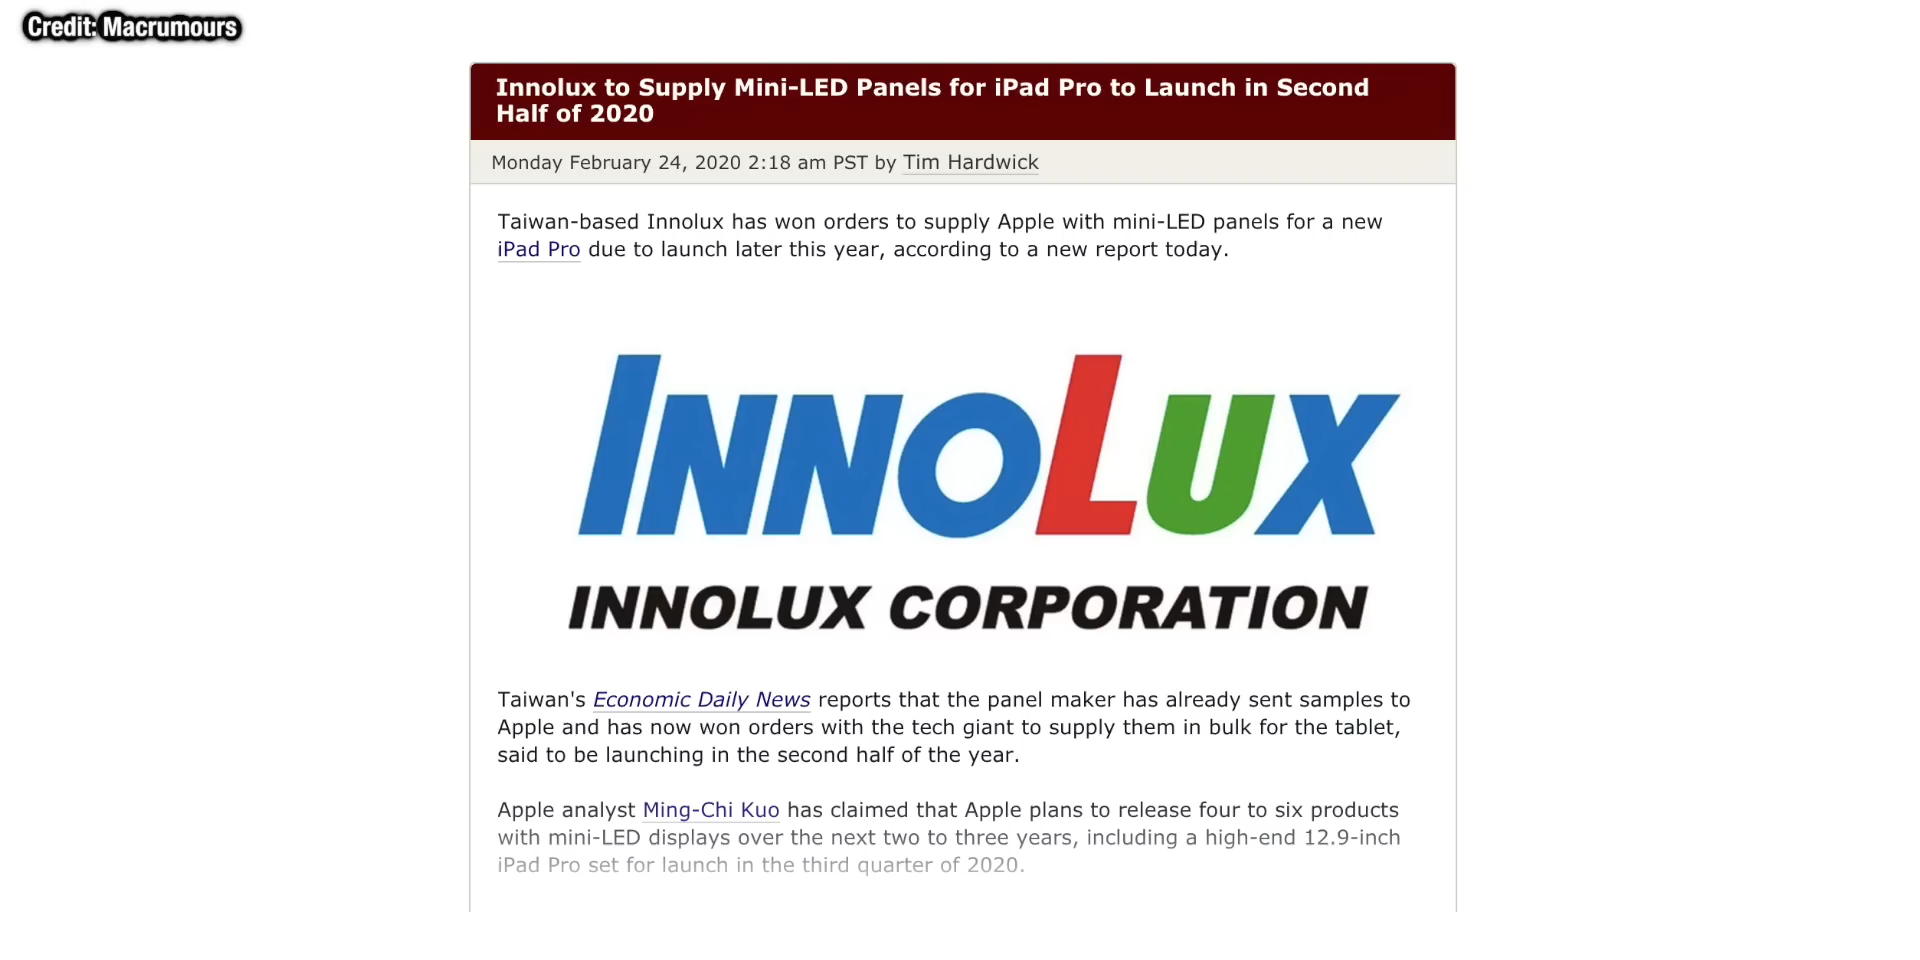 Credit: Macrumours
Innolux to Supply Mini-LED Panels for iPad Pro to Launch in Second
Half of 2020
Monday February 24, 2020 2:18 am PST by Tim Hardwick
Taiwan-based Innolux has won orders to supply Apple with mini-LED panels for a new
iPad Pro due to launch later this year, according to a new report today.
INNOLUX
INNOLUX CORPORATION
Taiwan's Economic Daily News reports that the panel maker has already sent samples to
Apple and has now won orders with the tech giant to supply them in bulk for the tablet,
said to be launching in the second half of the year.
Apple analyst Ming-Chi Kuo has claimed that Apple plans to release four to six products
with mini-LED displays over the next two to three years, including a high-end 12.9-inch
iPad Pro set for launch in the third quarter of 2020.